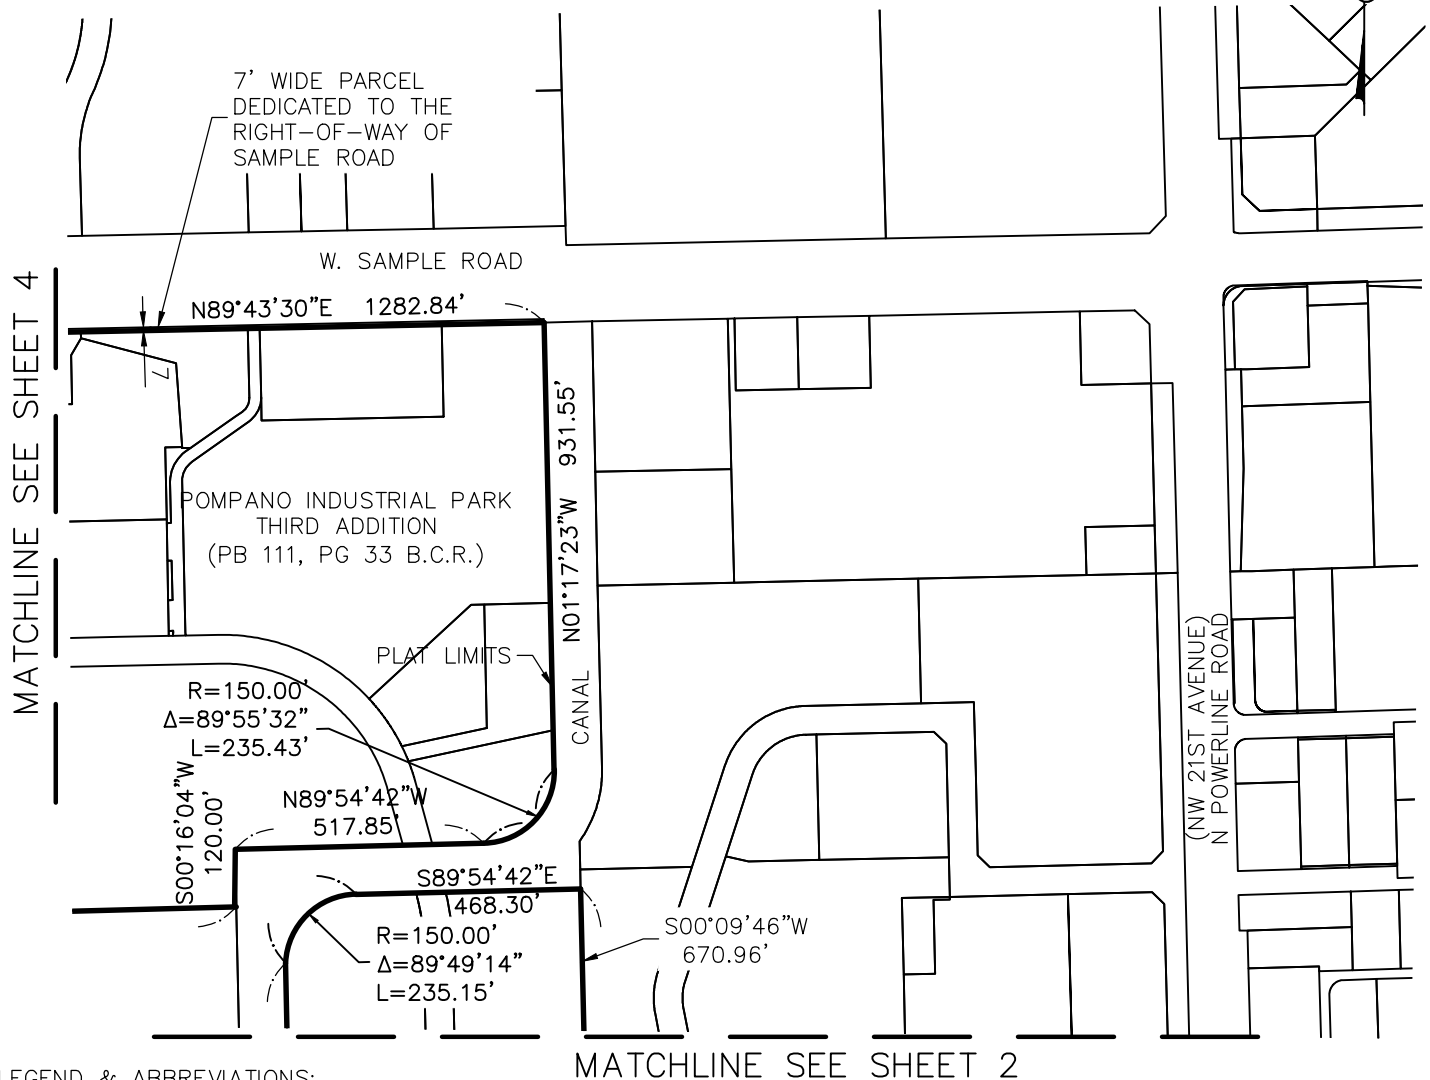 7' WIDE PARCEL
DEDICATED TO THE
RIGHT-OF-WAY OF
SAMPLE ROAD
W. SAMPLE ROAD
N89°43'30"E 1282.84'
7
MATCHLINE SEE SHEET 4
N01°17'23"W 931.55'
POMPANO INDUSTRIAL PARK
THIRD ADDITION
(PB 111, PG 33 B.C.R.)
PLAT LIMITS
CANAL
R=150.00'
Δ=89°55'32"
L=235.43'
(NW 21ST AVENUE)
N POWERLINE ROAD
S00°16'04"W
120.00'
N89°54'42"W
517.85'
S89°54'42"E
468.30'
R=150.00'
Δ=89°49'14"
L=235.15'
S00°09'46"W
670.96'
MATCHLINE SEE SHEET 2
LEGEND & ABBREVIATIONS: